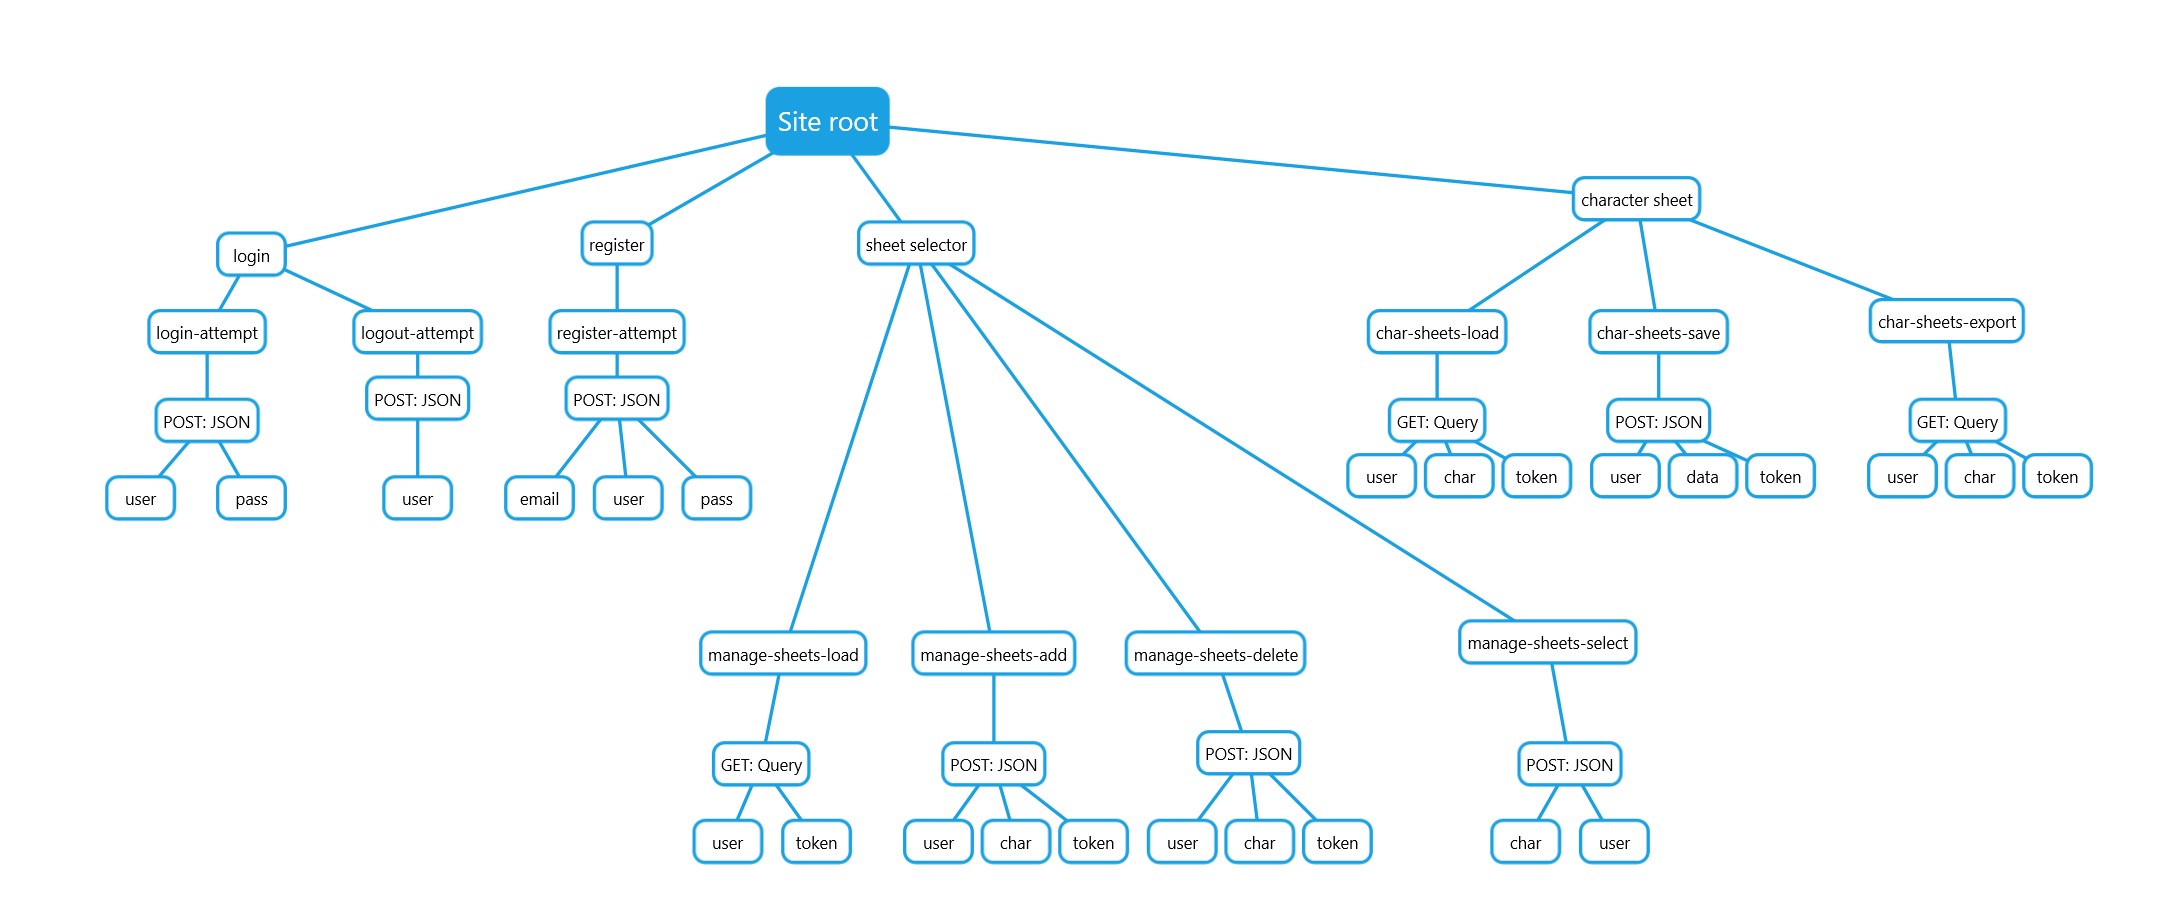 Site root
login
register
sheet selector
character sheet
login-attempt
logout-attempt
register-attempt
char-sheets-load
char-sheets-save
char-sheets-export
POST: JSON
POST: JSON
POST: JSON
GET: Query
POST: JSON
GET: Query
user
pass
user
email
user
pass
user
char
token
user
data
token
user
char
token
manage-sheets-load
manage-sheets-add
manage-sheets-delete
manage-sheets-select
GET: Query
POST: JSON
POST: JSON
POST: JSON
user
token
user
char
token
user
char
token
char
user